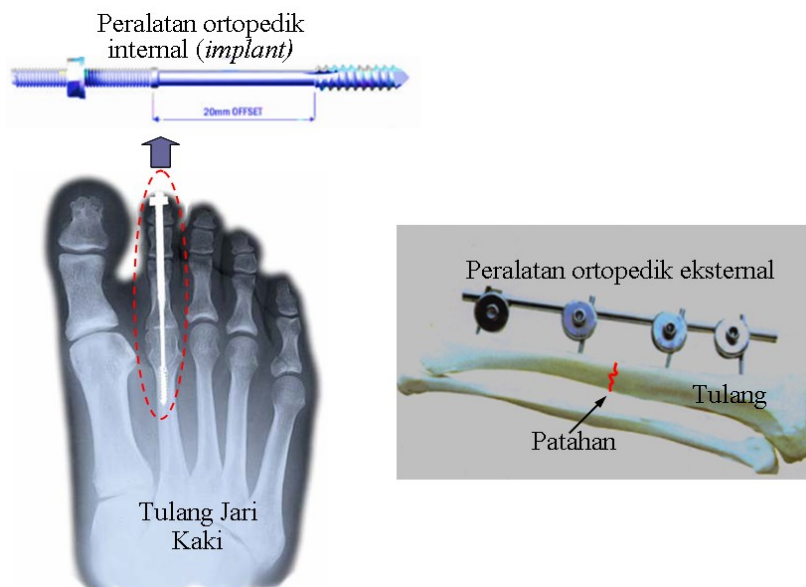 Peralatan ortopedik
internal (implant)
20mm OFFSET
Tulang Jari
Kaki
Peralatan ortopedik eksternal
Tulang
Patahan